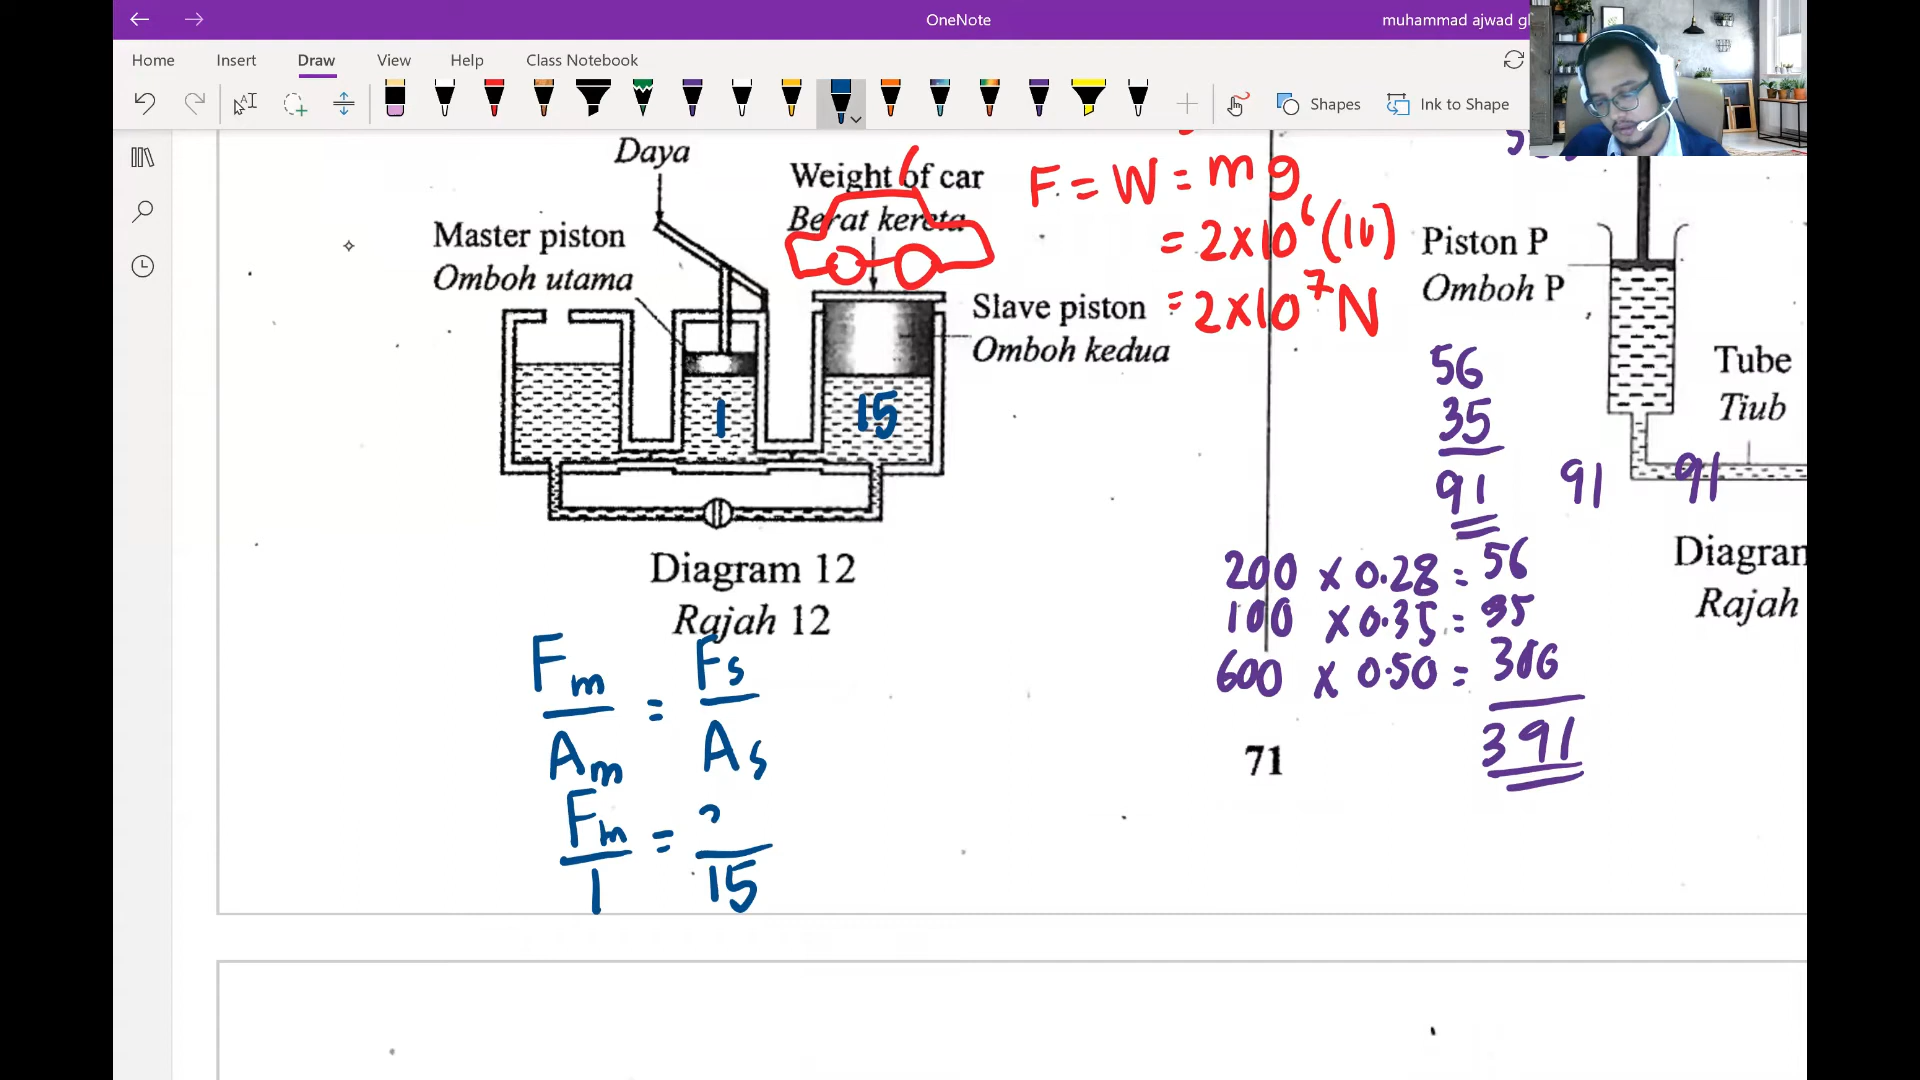 OneNote
muhammad ajwad
Home Insert Draw View Help Class Notebook
Shapes Ink to Shape
Daya
Weight of car
Berat kereta
Master piston
Omboh utama
Slave piston
Omboh kedua
1
15
Diagram 12
Rajah 12
F = W = mg
= 2x10⁶(10)
= 2x10⁷N
Fm/Am = Fs/As
Fm/1 = /15
Piston P
Omboh P
Tube
Tiub
56
35
91 91 91
Diagran
Rajah
200 x 0.28 = 56
100 x 0.35 = 35
600 x 0.50 = 300
391
71